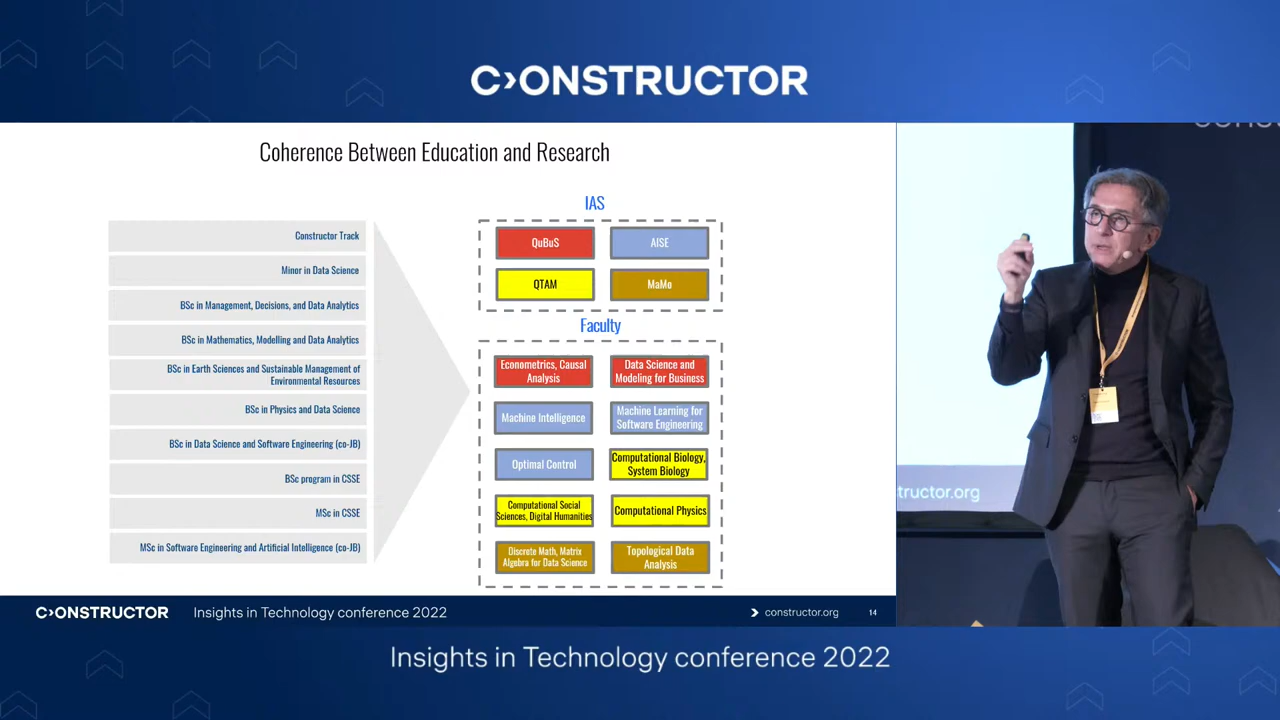 C›ONSTRUCTOR
Coherence Between Education and Research
Constructor Track
Minor in Data Science
BSc in Management, Decisions, and Data Analytics
BSc in Mathematics, Modelling and Data Analytics
BSc in Earth Sciences and Sustainable Management of
Environmental Resources
BSc in Physics and Data Science
BSc in Data Science and Software Engineering (co-JB)
BSc program in CSSE
MSc in CSSE
MSc in Software Engineering and Artificial Intelligence (co-JB)
IAS
QuBuS
AISE
QTAM
MaMo
Faculty
Econometrics, Causal
Analysis
Data Science and
Modeling for Business
Machine Intelligence
Machine Learning for
Software Engineering
Optimal Control
Computational Biology,
System Biology
Computational Social
Sciences, Digital Humanities
Computational Physics
Discrete Math, Matrix
Algebra for Data Science
Topological Data
Analysis
tructor.org
C›ONSTRUCTOR
Insights in Technology conference 2022
constructor.org
14
Insights in Technology conference 2022